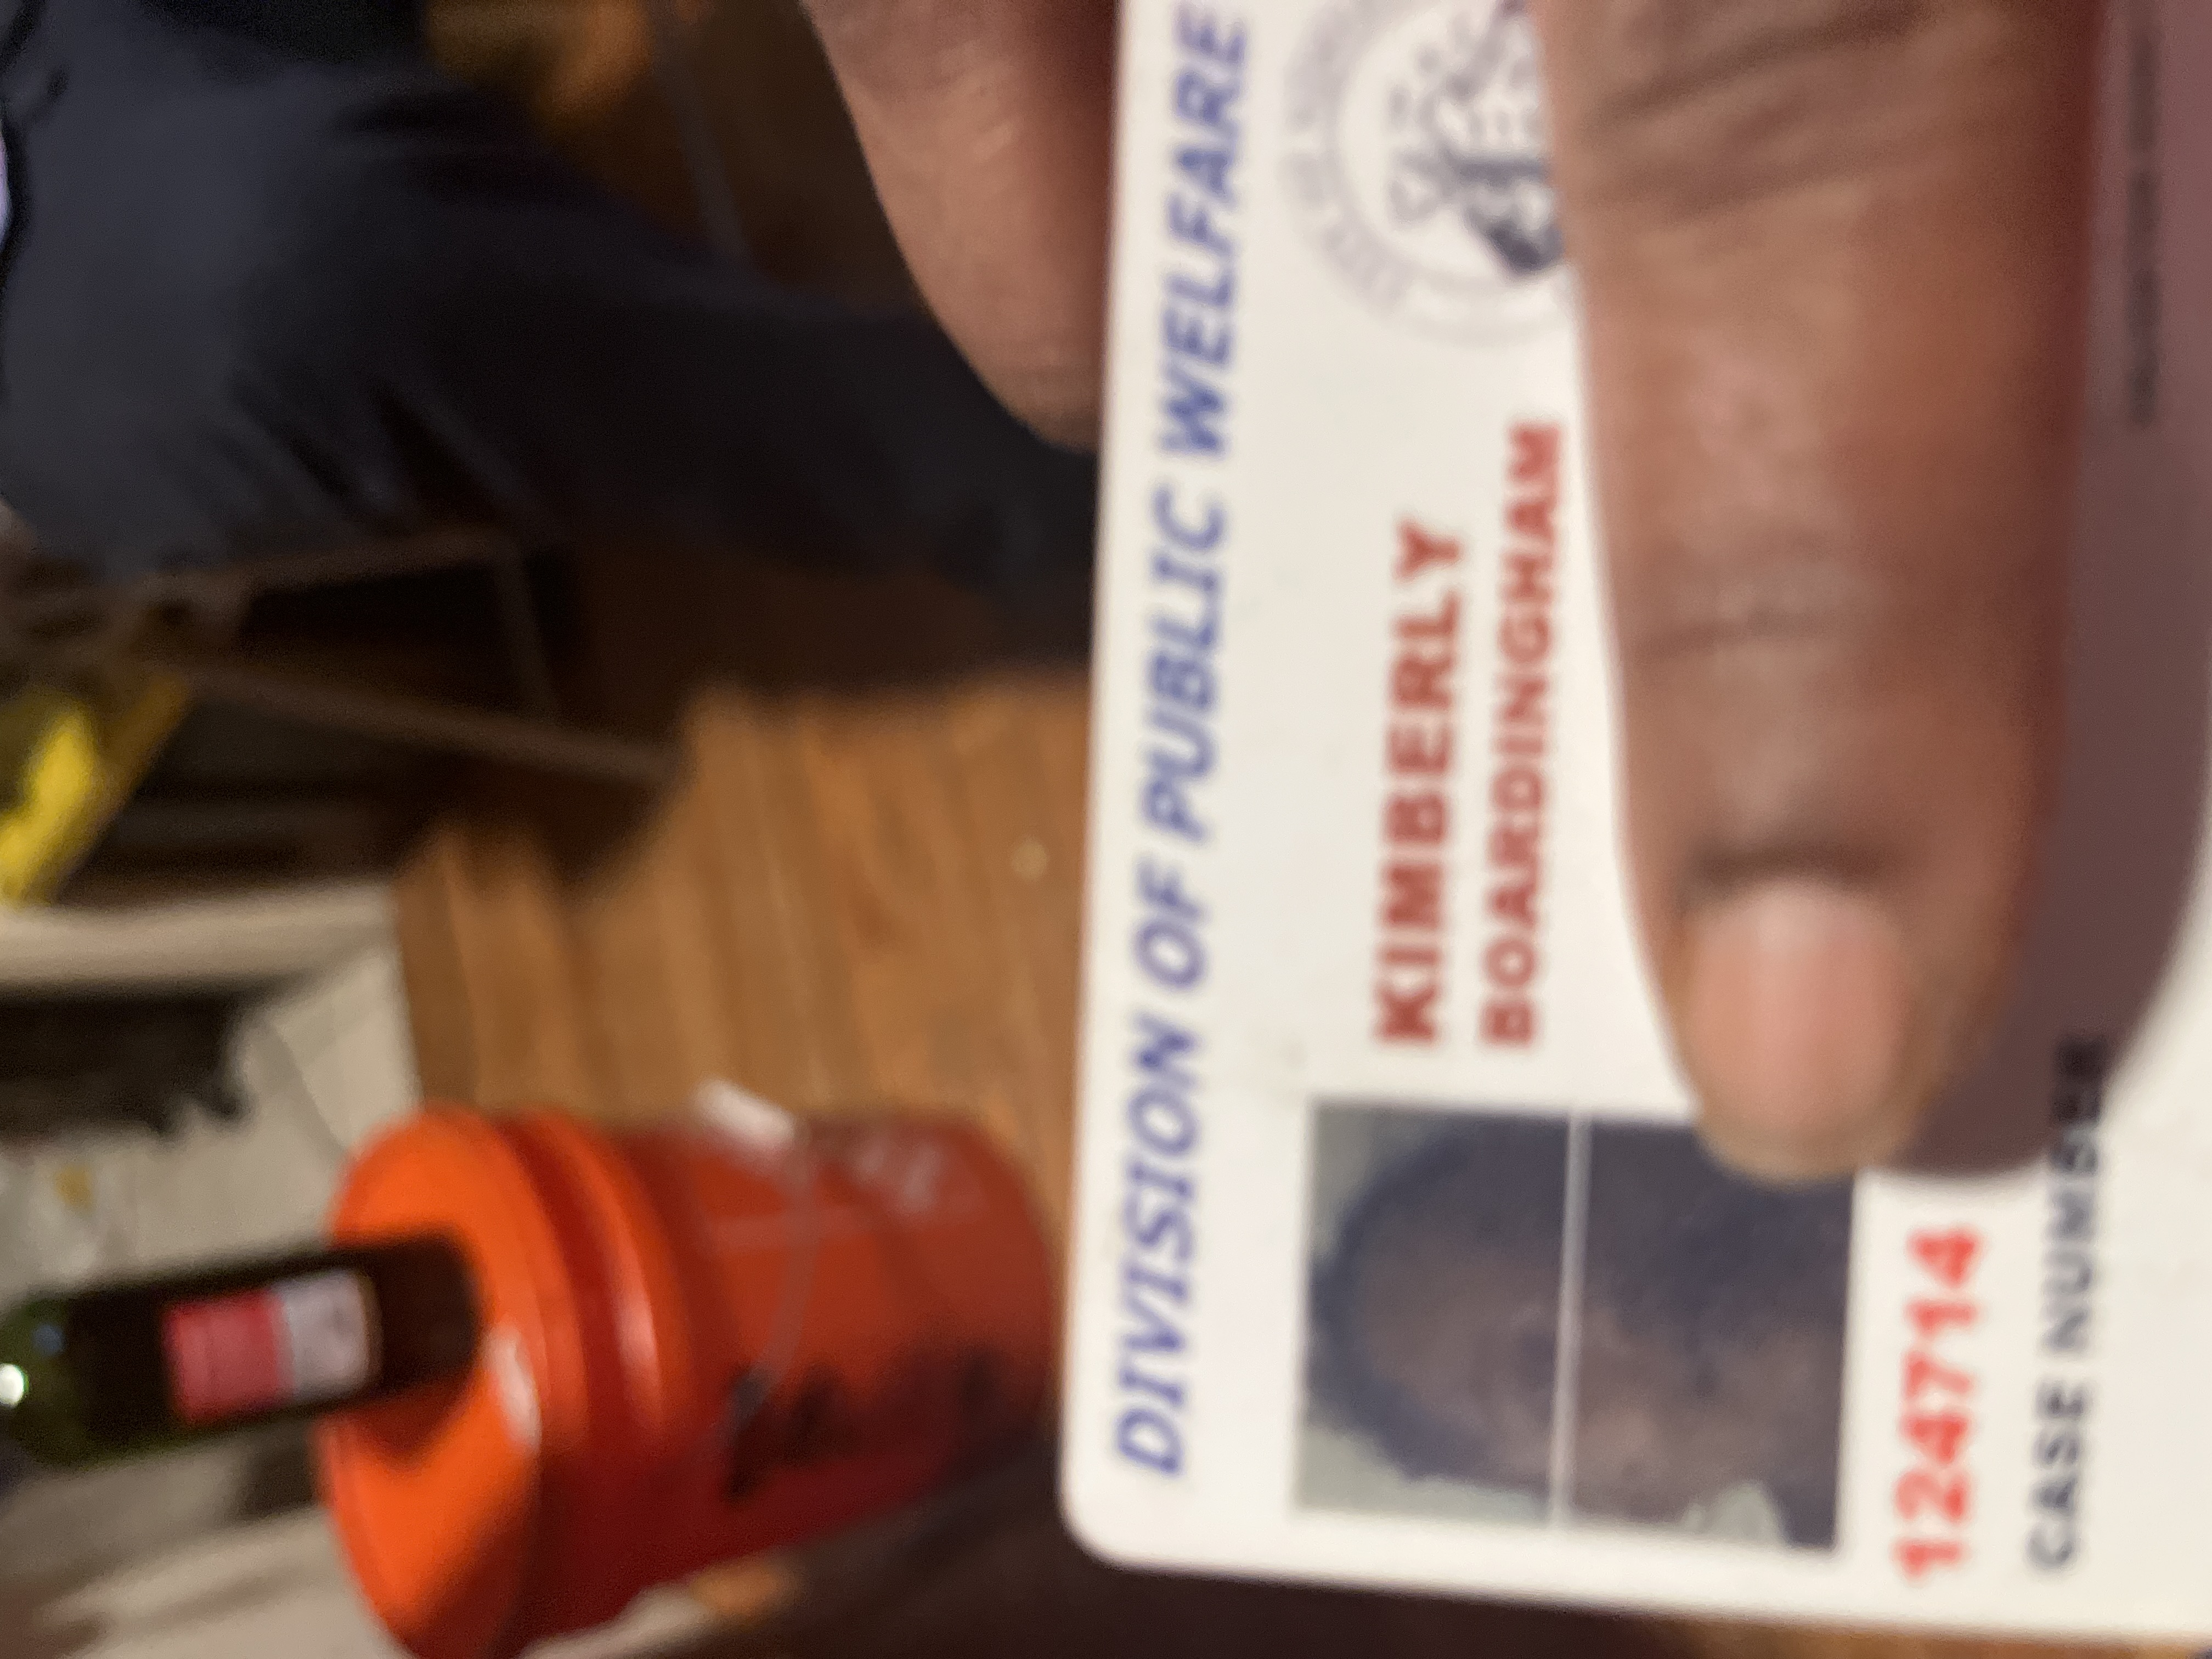 DIVISION OF PUBLIC WELFARE
KIMBERLY
BOARDINGHAM
124714
CASE NUMBER